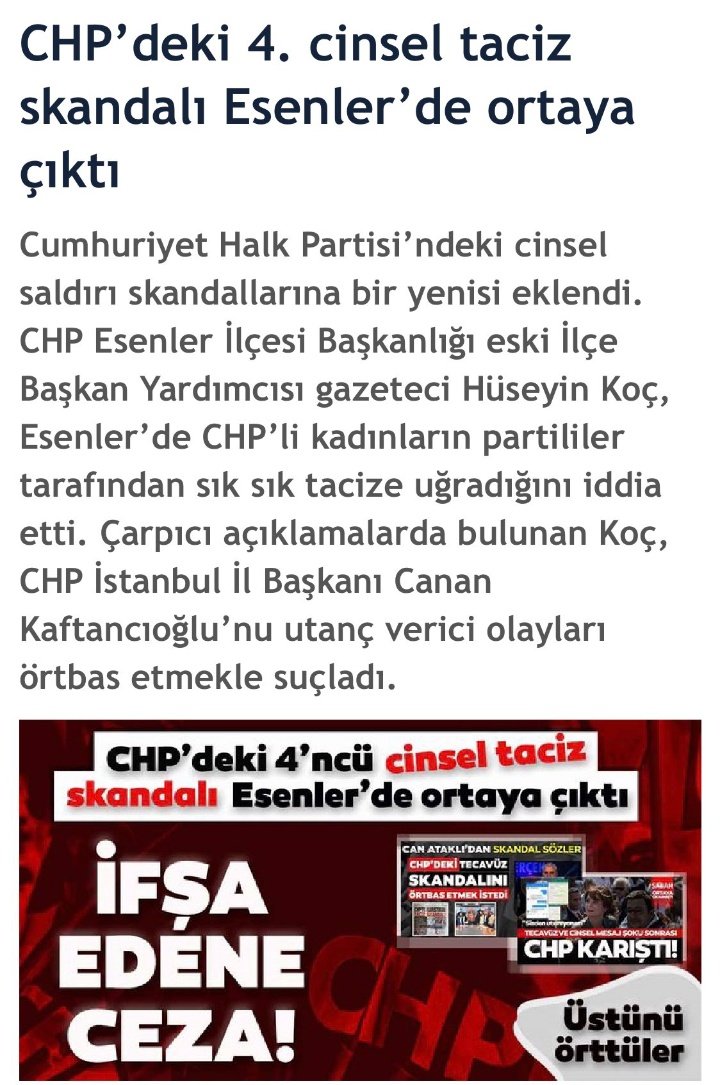 CHP’deki 4. cinsel taciz
skandalı Esenler’de ortaya
çıktı
Cumhuriyet Halk Partisi’ndeki cinsel
saldırı skandallarına bir yenisi eklendi.
CHP Esenler İlçesi Başkanlığı eski İlçe
Başkan Yardımcısı gazeteci Hüseyin Koç,
Esenler’de CHP’li kadınların partililer
tarafından sık sık tacize uğradığını iddia
etti. Çarpıcı açıklamalarda bulunan Koç,
CHP İstanbul İl Başkanı Canan
Kaftancıoğlu’nu utanç verici olayları
örtbas etmekle suçladı.
CHP’deki 4’ncü cinsel taciz
skandalı Esenler’de ortaya çıktı
İFŞA
EDENE
CEZA!
CAN ATAKLI’DAN SKANDAL SÖZLER
CHP’DEKİ TECAVÜZ
SKANDALINI
ÖRTBAS ETMEK İSTEDİ
SABAH
TECAVÜZ VE CİNSEL MESAJ ŞOKU SONRASI
CHP KARIŞTI!
CHP
Üstünü
örttüler